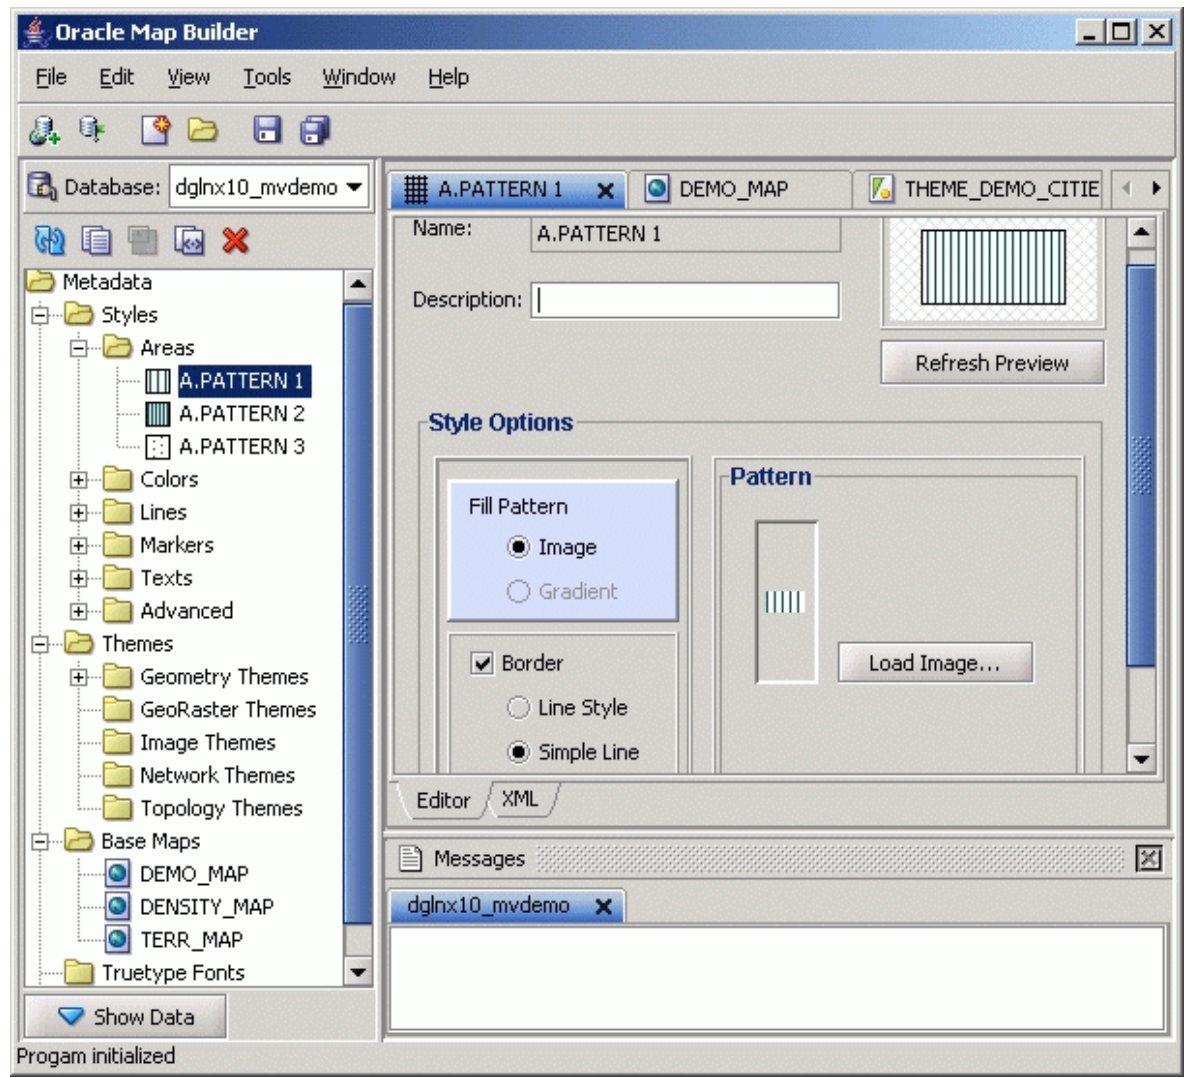 Oracle Map Builder
File Edit View Tools Window Help
Database: dglnx10_mvdemo
Metadata
Styles
Areas
A.PATTERN 1
A.PATTERN 2
A.PATTERN 3
Colors
Lines
Markers
Texts
Advanced
Themes
Geometry Themes
GeoRaster Themes
Image Themes
Network Themes
Topology Themes
Base Maps
DEMO_MAP
DENSITY_MAP
TERR_MAP
Truetype Fonts
Show Data
A.PATTERN 1 DEMO_MAP THEME_DEMO_CITIE
Name: A.PATTERN 1
Description:
Refresh Preview
Style Options
Fill Pattern
Image
Gradient
Border
Line Style
Simple Line
Pattern
Load Image...
Editor XML
Messages
dglnx10_mvdemo
Progam initialized